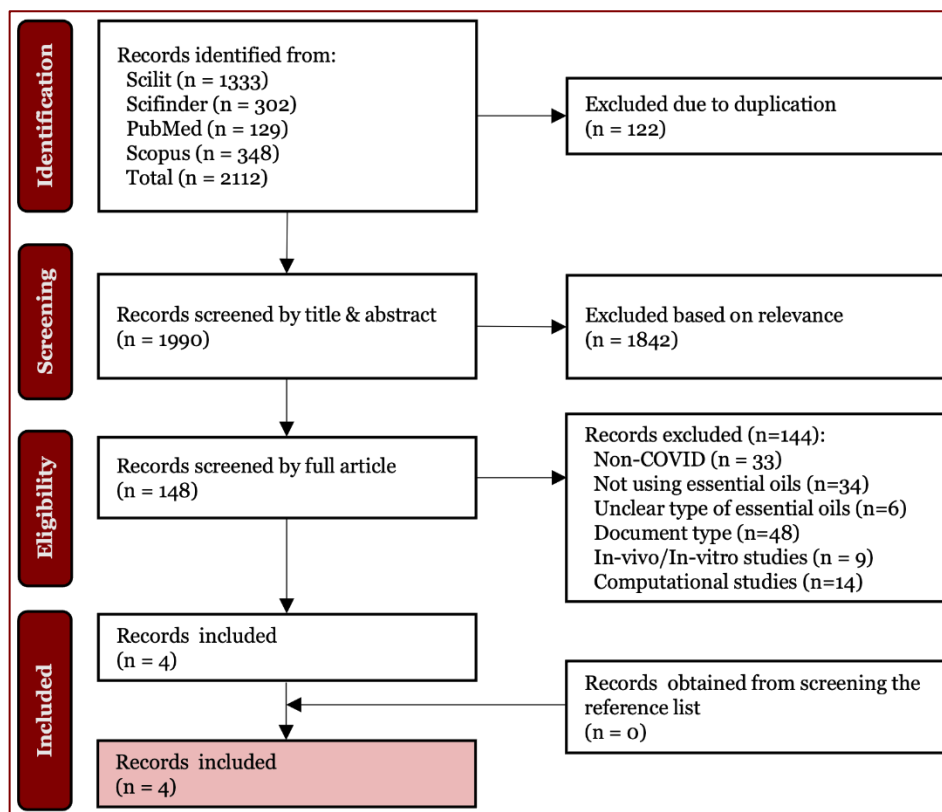 Identification
Records identified from:
Scilit (n = 1333)
Scifinder (n = 302)
PubMed (n = 129)
Scopus (n = 348)
Total (n = 2112)
Excluded due to duplication
(n = 122)
Screening
Records screened by title & abstract
(n = 1990)
Excluded based on relevance
(n = 1842)
Eligibility
Records screened by full article
(n = 148)
Records excluded (n=144):
Non-COVID (n = 33)
Not using essential oils (n=34)
Unclear type of essential oils (n=6)
Document type (n=48)
In-vivo/In-vitro studies (n = 9)
Computational studies (n=14)
Included
Records included
(n = 4)
Records obtained from screening the
reference list
(n = 0)
Records included
(n = 4)